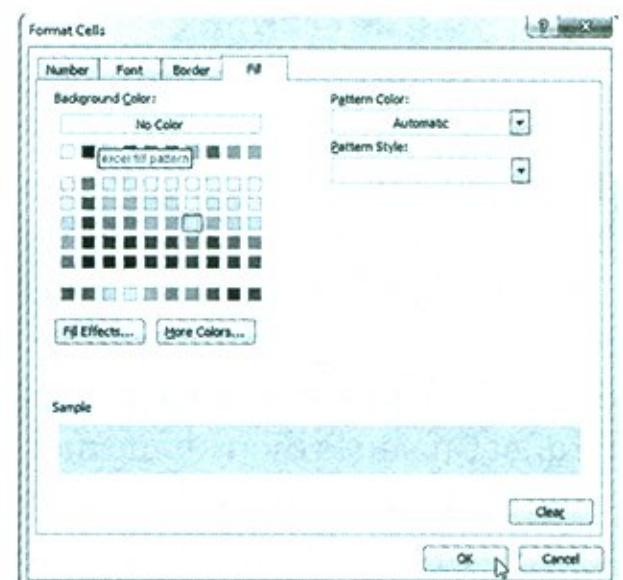 Format Cells
Number Font Border Fill
Background Color:
No Color
excel fill pattern
Fill Effects... More Colors...
Pattern Color:
Automatic
Pattern Style:
Sample
Clear
OK Cancel